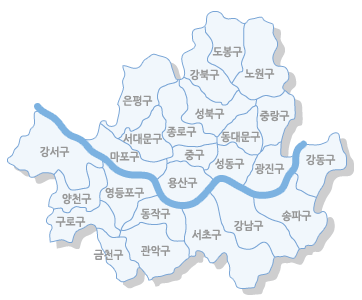 도봉구
강북구
노원구
은평구
성북구
중랑구
종로구
서대문구
동대문구
강서구
마포구
중구
성동구
광진구
강동구
용산구
양천구
영등포구
동작구
송파구
구로구
강남구
서초구
금천구
관악구